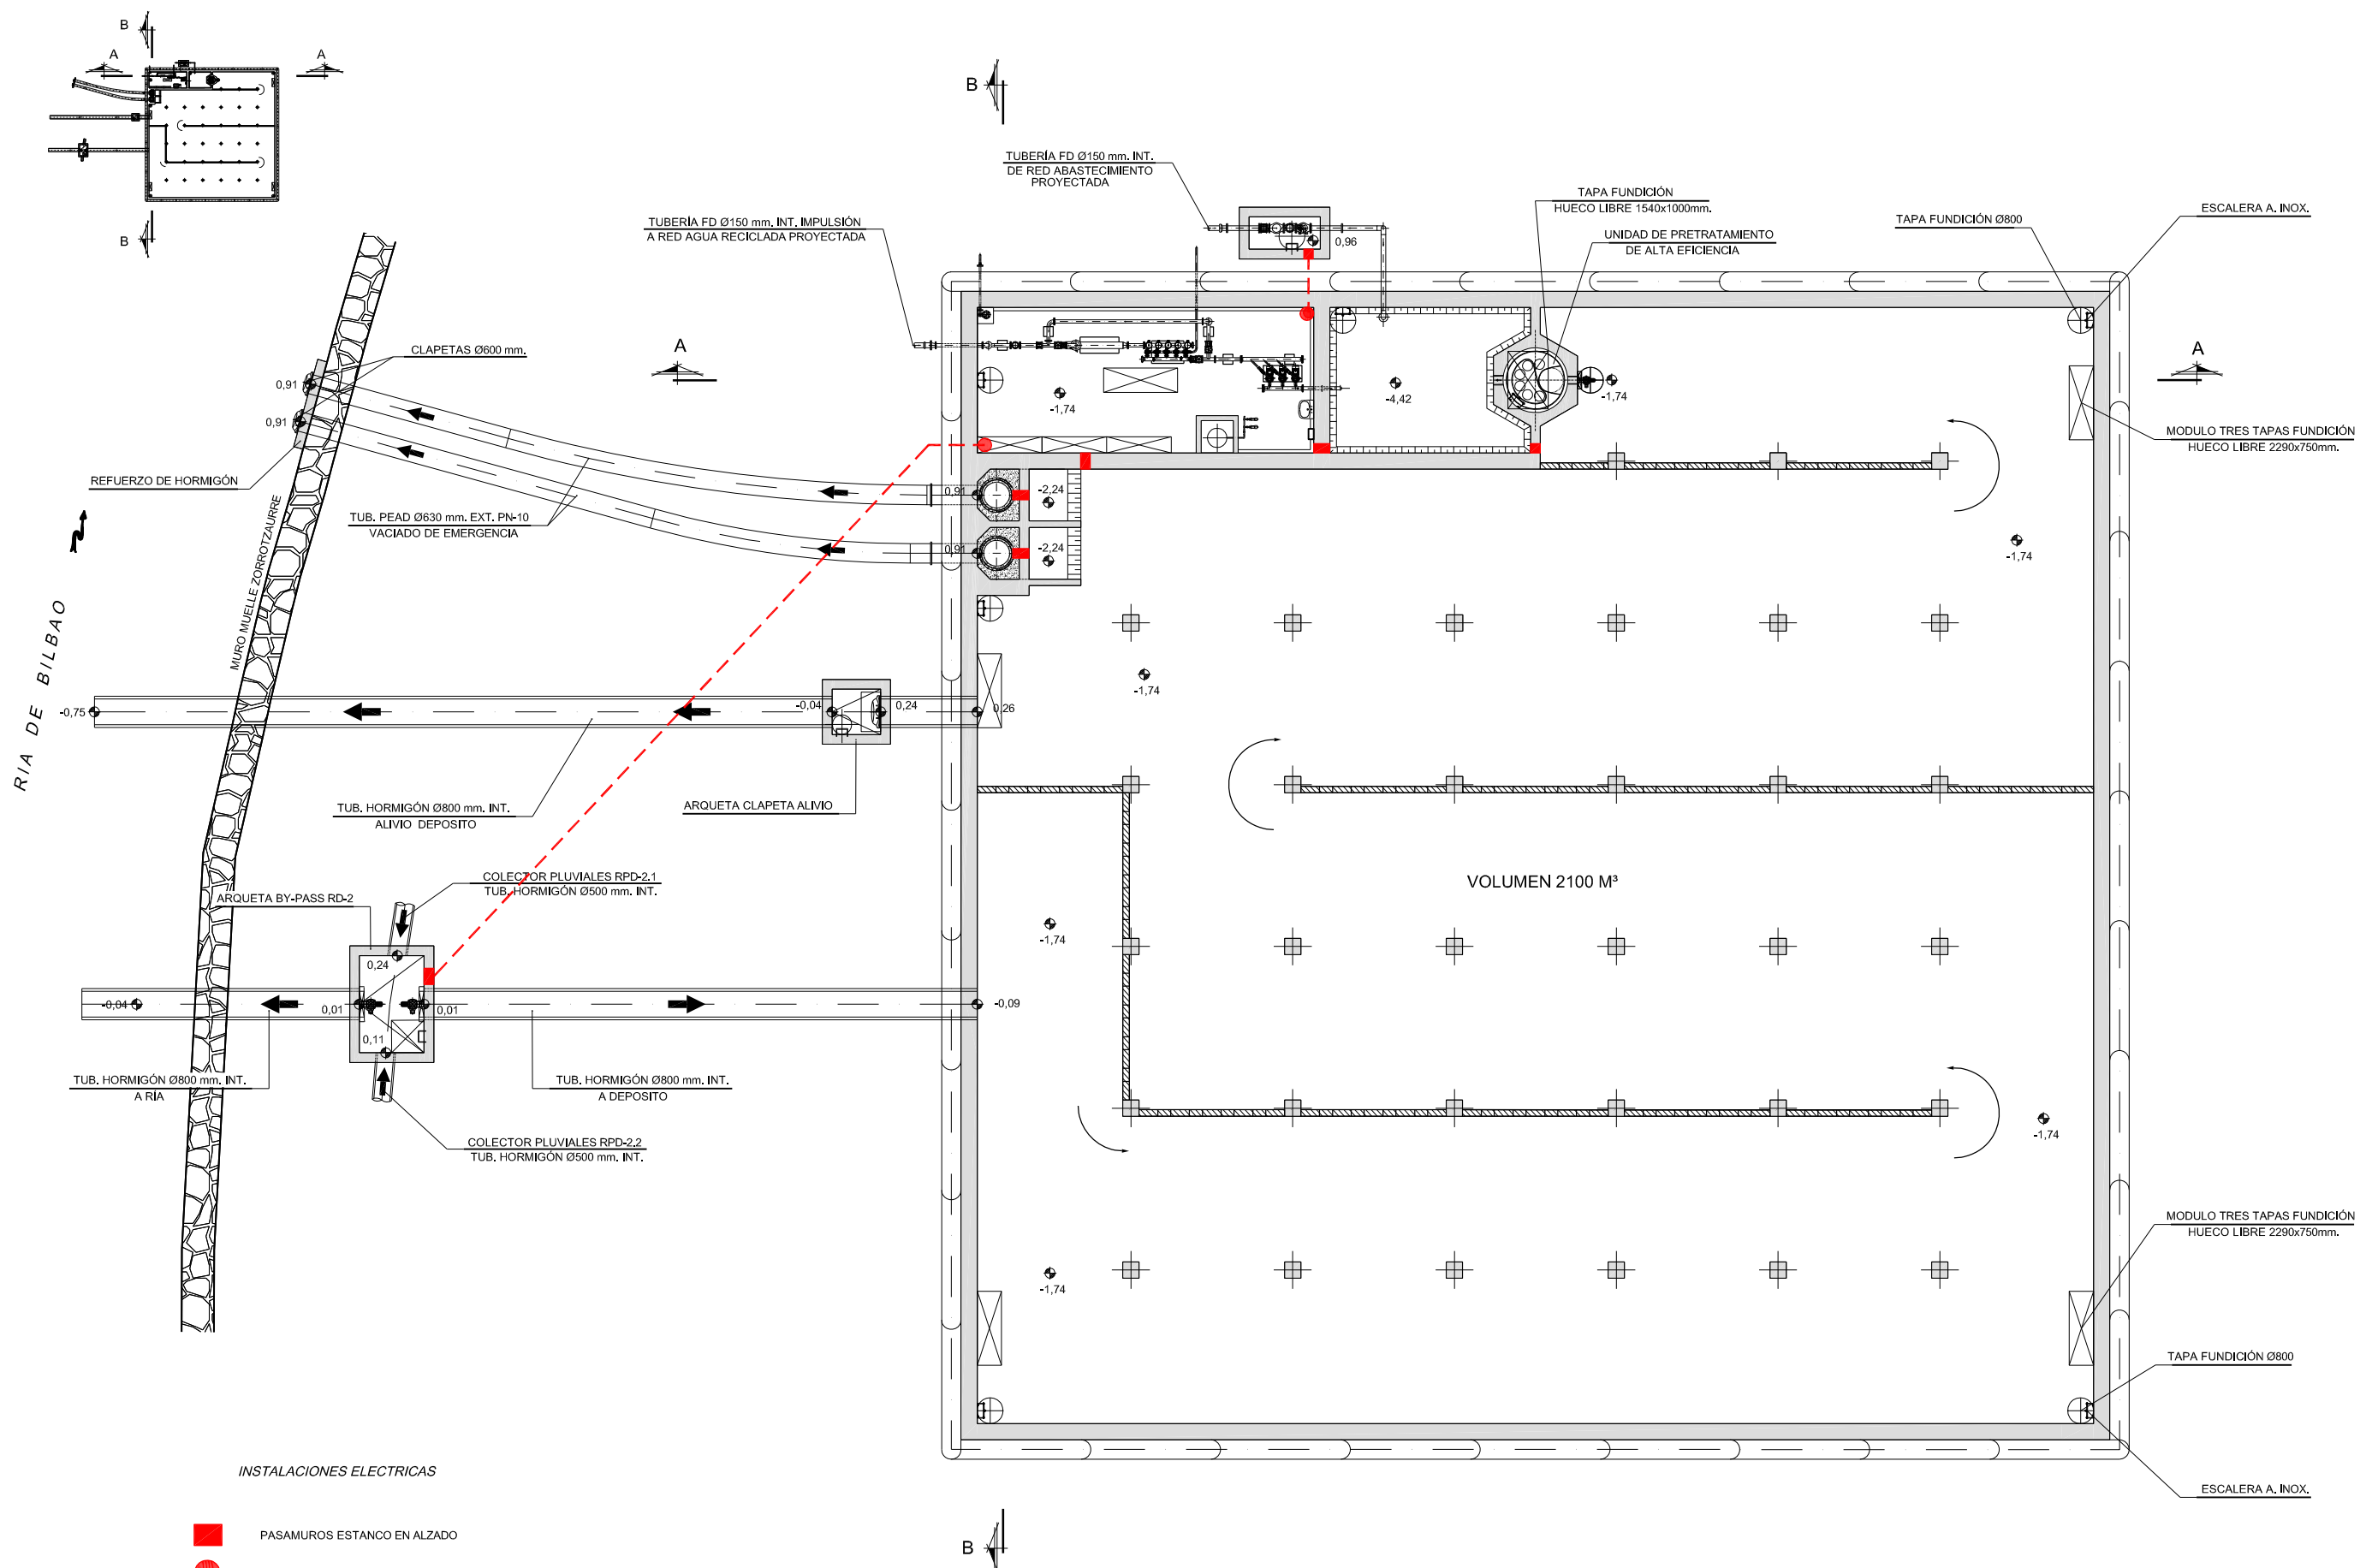 B
A
A
B
B
TUBERÍA FD Ø150 mm. INT.
DE RED ABASTECIMIENTO
PROYECTADA
TAPA FUNDICIÓN
HUECO LIBRE 1540x1000mm.
TAPA FUNDICIÓN Ø800
ESCALERA A. INOX.
TUBERÍA FD Ø150 mm. INT. IMPULSIÓN
A RED AGUA RECICLADA PROYECTADA
UNIDAD DE PRETRATAMIENTO
DE ALTA EFICIENCIA
0,96
CLAPETAS Ø600 mm.
A
A
0,91
0,91
-1,74
-4,42
-1,74
MODULO TRES TAPAS FUNDICIÓN
HUECO LIBRE 2290x750mm.
REFUERZO DE HORMIGÓN
TUB. PEAD Ø630 mm. EXT. PN-10
VACIADO DE EMERGENCIA
0,91
-2,24
0,91
-2,24
-1,74
MURO MUELLE ZORROTZAURRE
RIA DE BILBAO
-1,74
-0,75
-0,04
0,24
0,26
TUB. HORMIGÓN Ø800 mm. INT.
ALIVIO DEPOSITO
ARQUETA CLAPETA ALIVIO
COLECTOR PLUVIALES RPD-2.1
TUB. HORMIGÓN Ø500 mm. INT.
VOLUMEN 2100 M³
ARQUETA BY-PASS RD-2
-1,74
0,24
-0,04
0,01
0,01
-0,09
0,11
TUB. HORMIGÓN Ø800 mm. INT.
A RÍA
TUB. HORMIGÓN Ø800 mm. INT.
A DEPOSITO
-1,74
COLECTOR PLUVIALES RPD-2.2
TUB. HORMIGÓN Ø500 mm. INT.
MODULO TRES TAPAS FUNDICIÓN
HUECO LIBRE 2290x750mm.
-1,74
TAPA FUNDICIÓN Ø800
INSTALACIONES ELECTRICAS
ESCALERA A. INOX.
PASAMUROS ESTANCO EN ALZADO
B